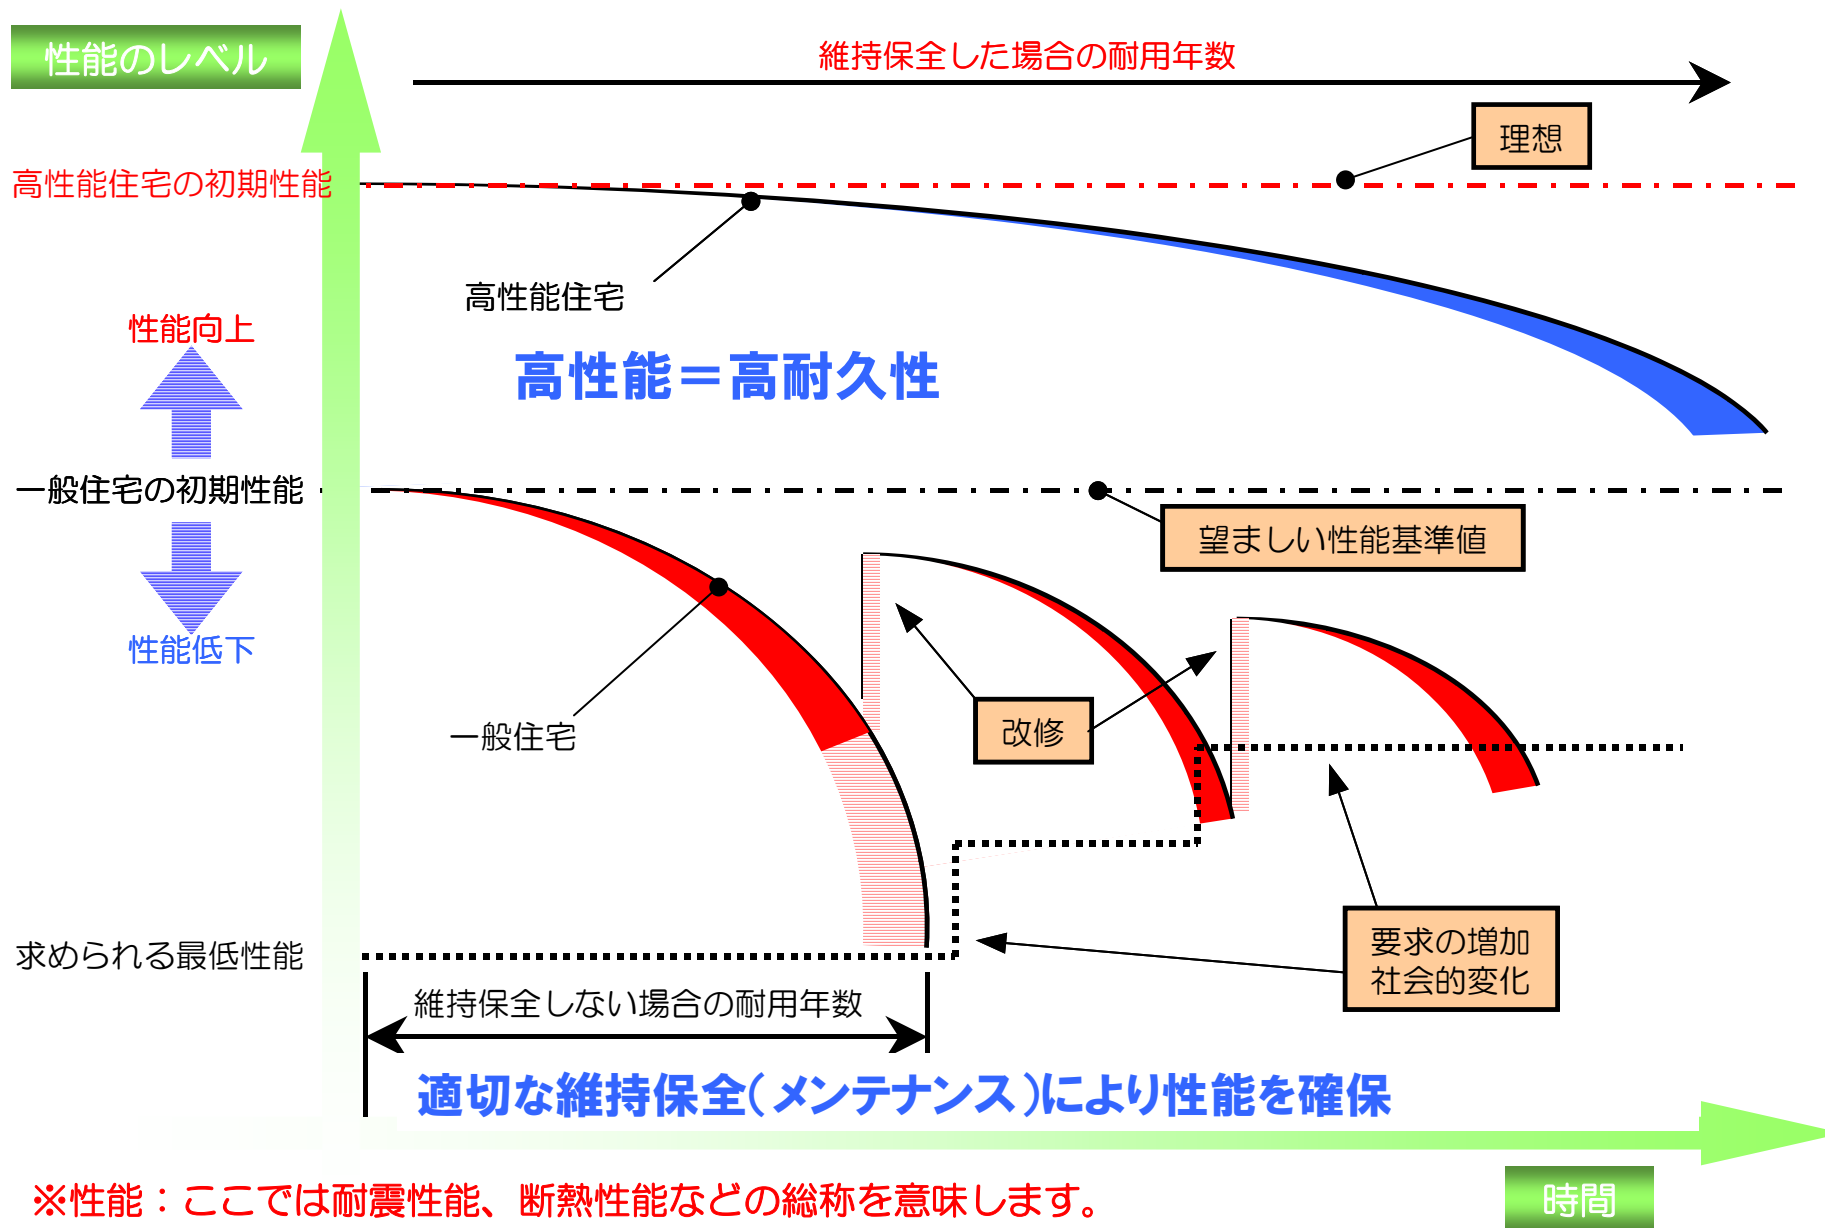 性能のレベル
維持保全した場合の耐用年数
理想
高性能住宅の初期性能
高性能住宅
性能向上
高性能＝高耐久性
一般住宅の初期性能
望ましい性能基準値
性能低下
一般住宅
改修
求められる最低性能
要求の増加
社会的変化
維持保全しない場合の耐用年数
適切な維持保全（メンテナンス）により性能を確保
※性能：ここでは耐震性能、断熱性能などの総称を意味します。
時間